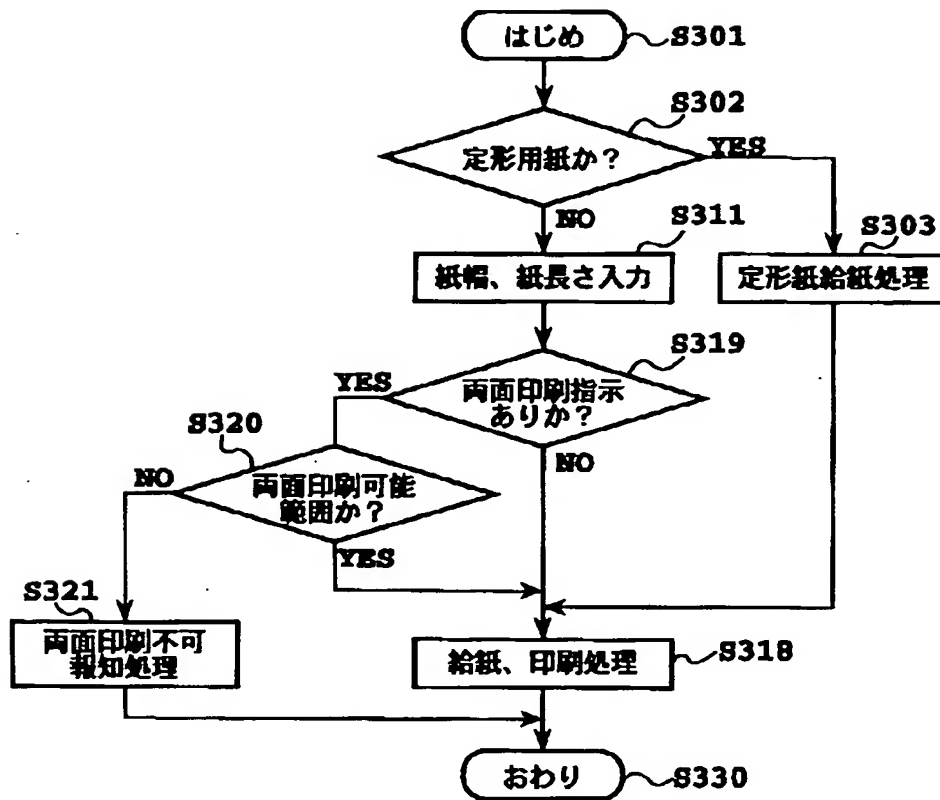 はじめ
S301
S302
定形用紙か?
YES
NO
S311
S303
紙幅、紙長さ入力
定形紙給紙処理
S319
YES
両面印刷指示
ありか?
S320
NO
NO
両面印刷可能
範囲か?
YES
S321
両面印刷不可
報知処理
給紙、印刷処理
S318
おわり
S330